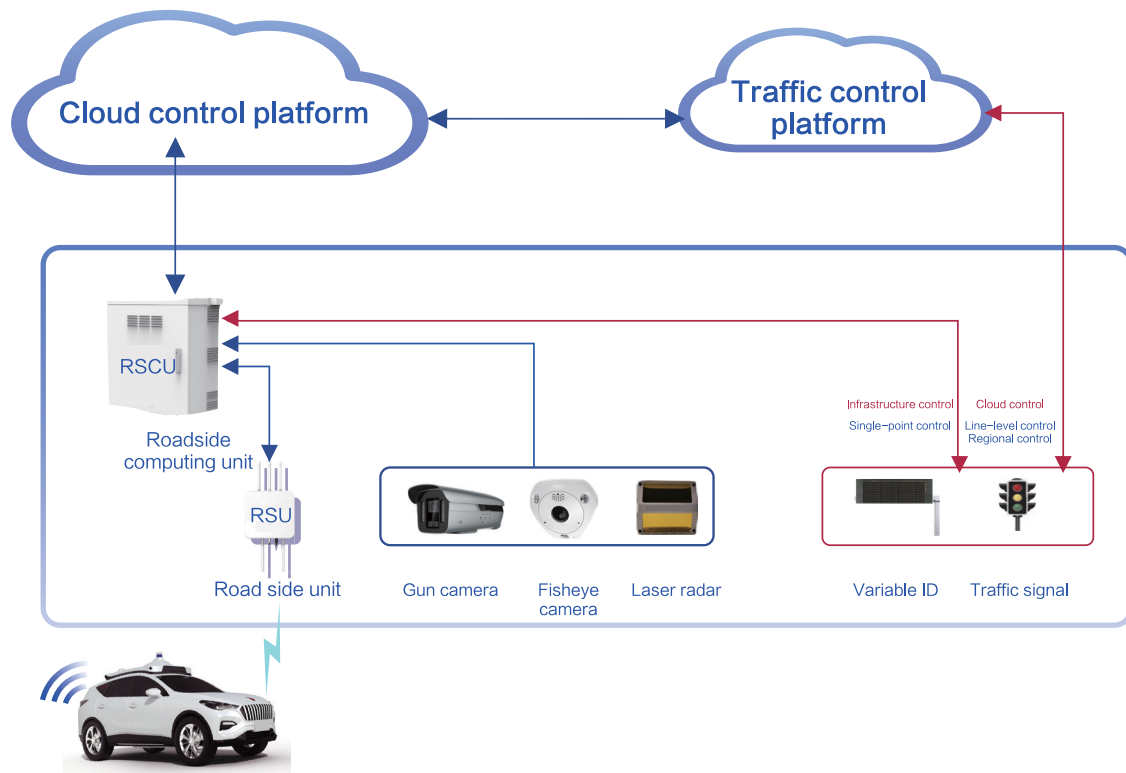 Cloud control platform
Traffic control
platform
RSCU
Roadside
computing unit
Infrastructure control
Single-point control
Cloud control
Line-level control
Regional control
RSU
Road side unit
Gun camera
Fisheye
camera
Laser radar
Variable ID
Traffic signal